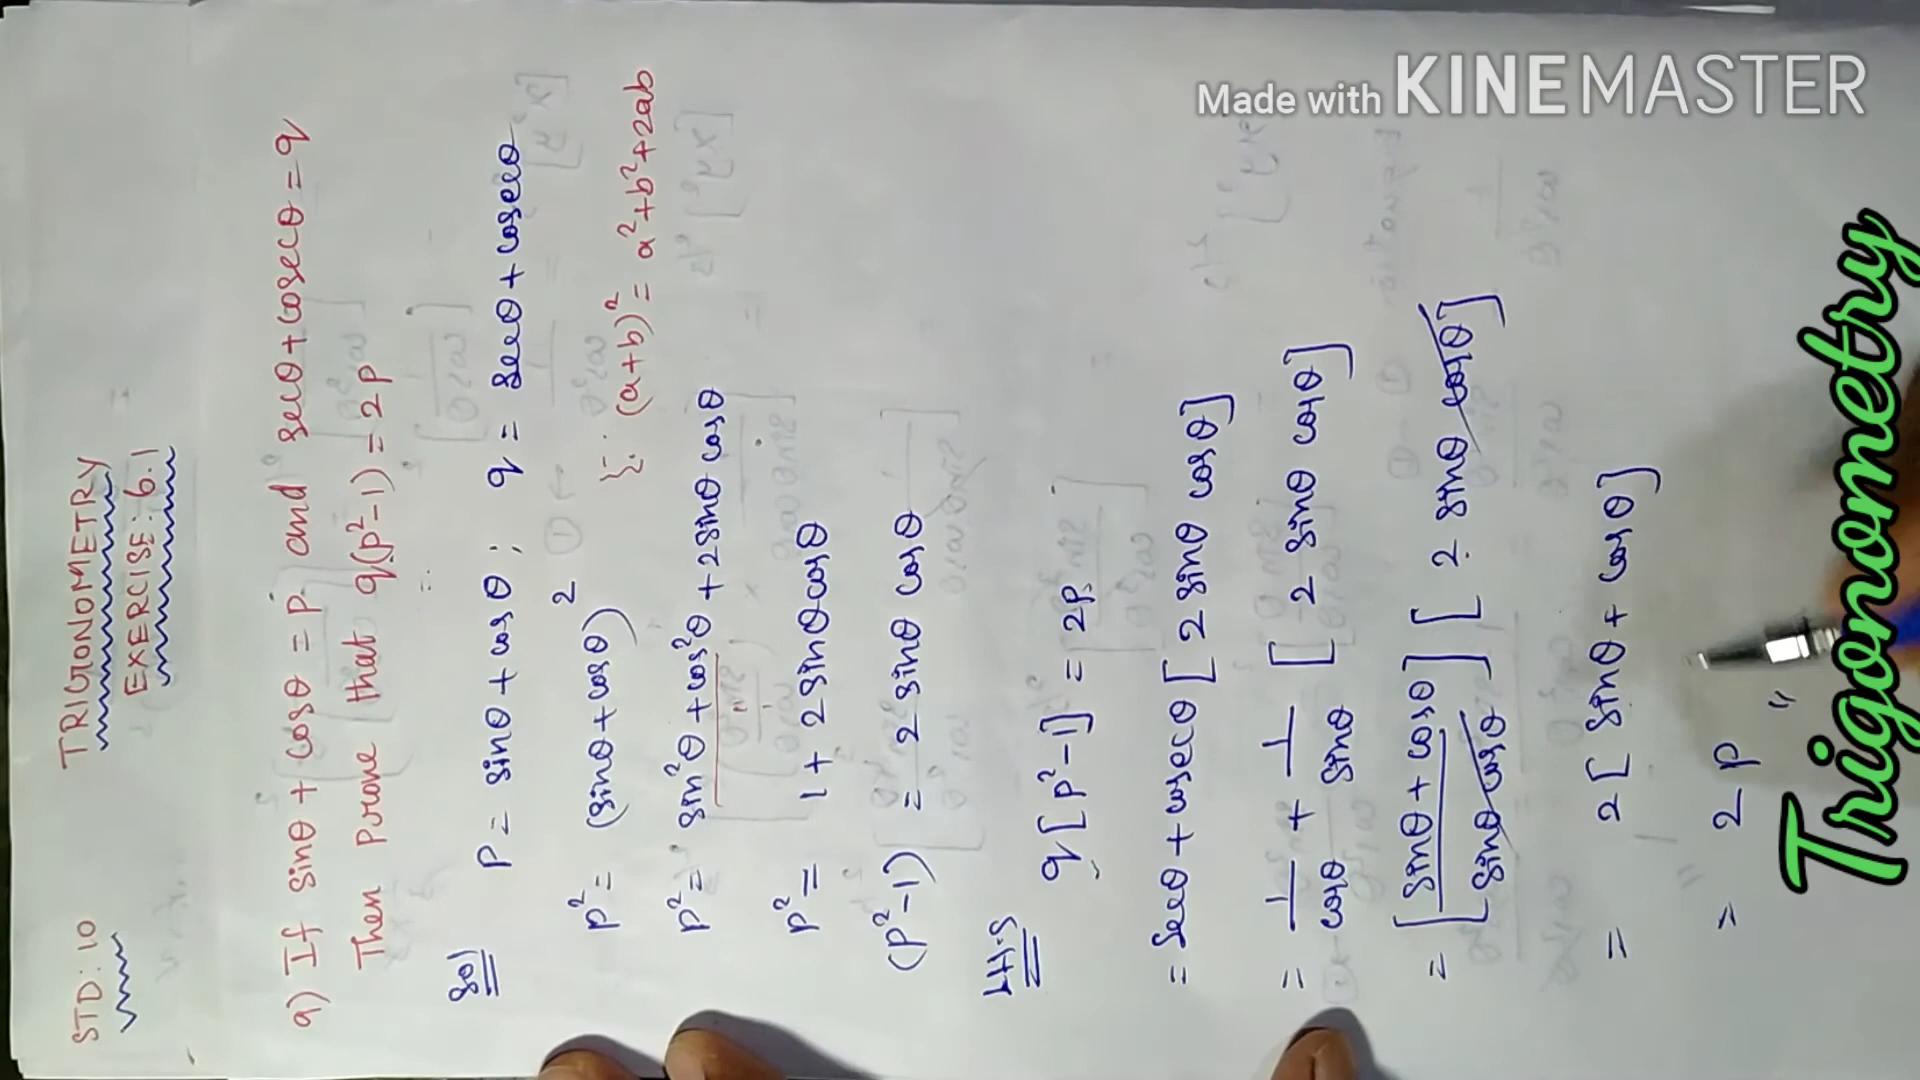 STD: 10
TRIGONOMETRY
EXERCISE: 6.1
9) If sinθ + cosθ = p and secθ + cosecθ = q
Then prove that q(p²-1) = 2p
Sol
P = sinθ + cosθ ; q = secθ + cosecθ
p² = (sinθ + cosθ)²
{∵ (a+b)² = a²+b²+2ab
p² = sin²θ + cos²θ + 2sinθ cosθ
p² = 1 + 2sinθcosθ
(p²-1) = 2 sinθ cosθ
LHS
q[p²-1] = 2p
= secθ + cosecθ [2 sinθ cosθ]
= 1/cosθ + 1/sinθ [2 sinθ cosθ]
= [sinθ + cosθ/sinθ cosθ] [2 sinθ cosθ]
= 2[sinθ + cosθ]
= 2p "
Made with KINEMASTER
Trigonometry